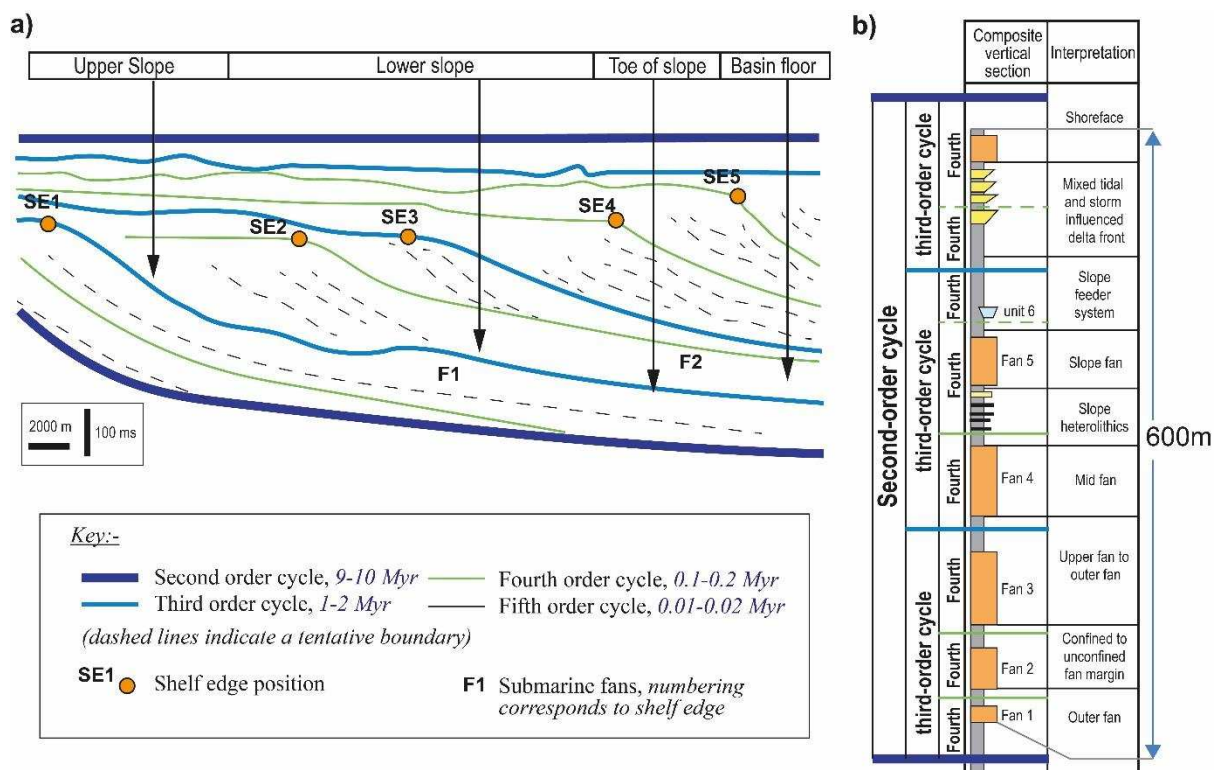 a)
Upper Slope
Lower slope
Toe of slope
Basin floor
SE1
SE2
SE3
SE4
SE5
F1
F2
2000 m
100 ms
Key:-
Second order cycle, 9-10 Myr
Fourth order cycle, 0.1-0.2 Myr
Third order cycle, 1-2 Myr
Fifth order cycle, 0.01-0.02 Myr
(dashed lines indicate a tentative boundary)
SE1
Shelf edge position
F1
Submarine fans, numbering
corresponds to shelf edge
b)
Composite
vertical
section
Interpretation
Second-order cycle
third-order cycle
third-order cycle
third-order cycle
Fourth
Fourth
Fourth
Fourth
Fourth
Fourth
Fourth
Fourth
unit 6
Fan 5
Fan 4
Fan 3
Fan 2
Fan 1
Shoreface
Mixed tidal
and storm
influenced
delta front
Slope
feeder
system
Slope fan
Slope
heterolithics
Mid fan
Upper fan to
outer fan
Confined to
unconfined
fan margin
Outer fan
600m